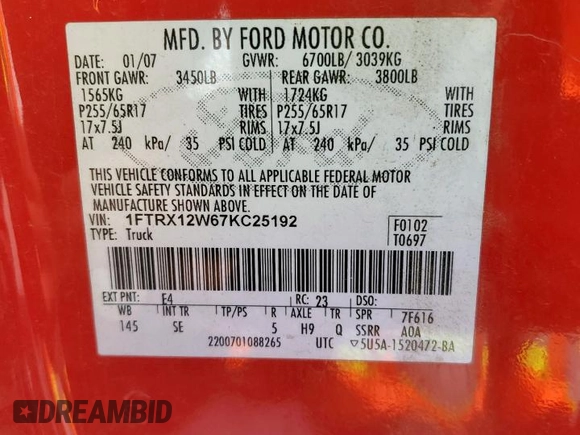 MFD. BY FORD MOTOR CO.
DATE: 01/07 GVWR: 6700LB/ 3039KG
FRONT GAWR: 3450LB REAR GAWR: 3800LB
1565KG WITH 1724KG WITH
P255/65R17 TIRES P255/65R17 TIRES
17x7.5J RIMS 17x7.5J RIMS
AT 240 kPa/ 35 PSI COLD AT 240 kPa/ 35 PSI COLD
THIS VEHICLE CONFORMS TO ALL APPLICABLE FEDERAL MOTOR
VEHICLE SAFETY STANDARDS IN EFFECT ON THE DATE OF
MANUFACTURE SHOWN ABOVE.
VIN: 1FTRX12W67KC25192 F0102
TYPE: Truck T0697
EXT PNT: E4 RC: 23 DSO:
WB INT TR TP/PS R AXLE TR SPR 7F616
145 SE 5 H9 Q SSRR A0A
2200701088265 UTC ▽5U5A-1520472-BA
Ford
DREAMBID